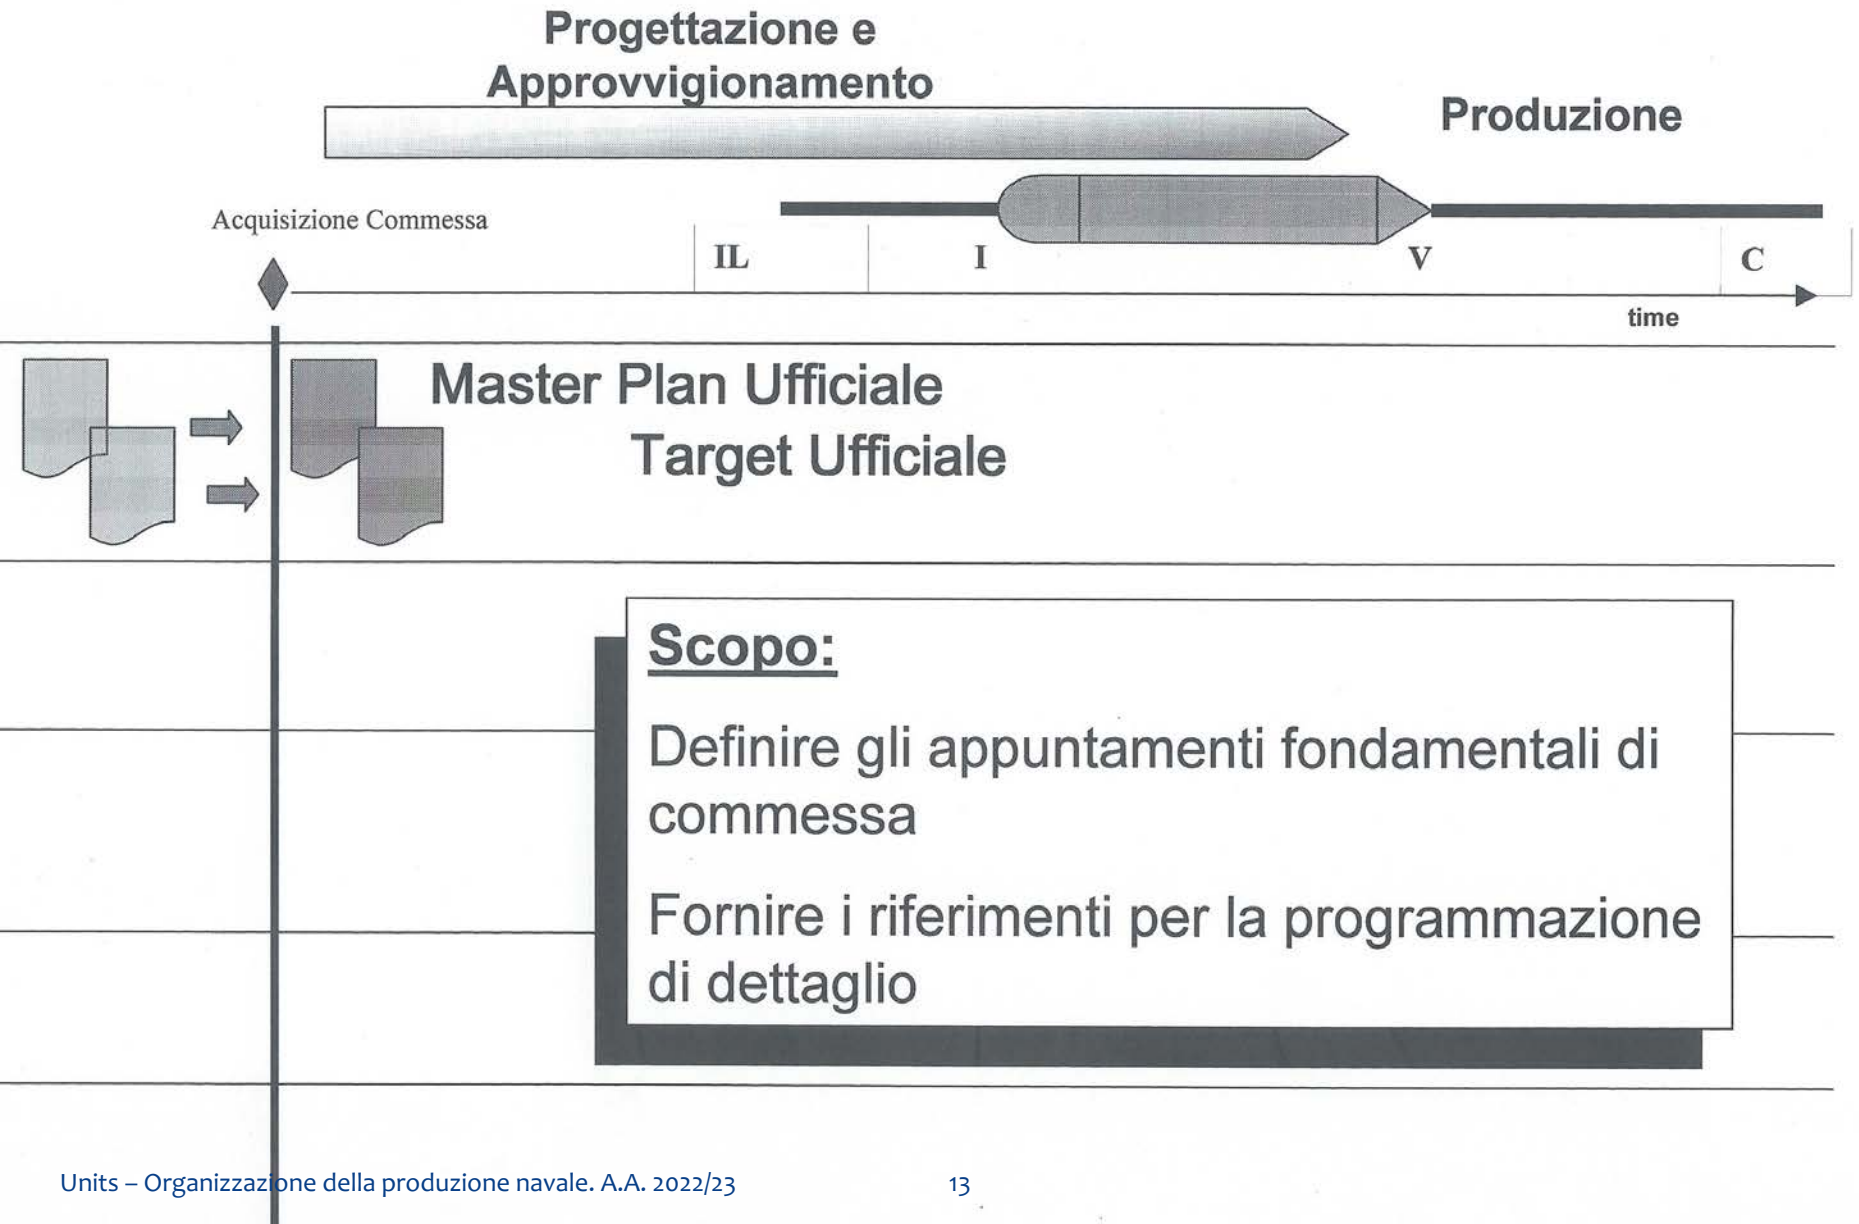 Progettazione e
Approvvigionamento
Produzione
Acquisizione Commessa
IL
I
V
C
time
Master Plan Ufficiale
Target Ufficiale
Scopo:
Definire gli appuntamenti fondamentali di
commessa
Fornire i riferimenti per la programmazione
di dettaglio
Units – Organizzazione della produzione navale. A.A. 2022/23
13